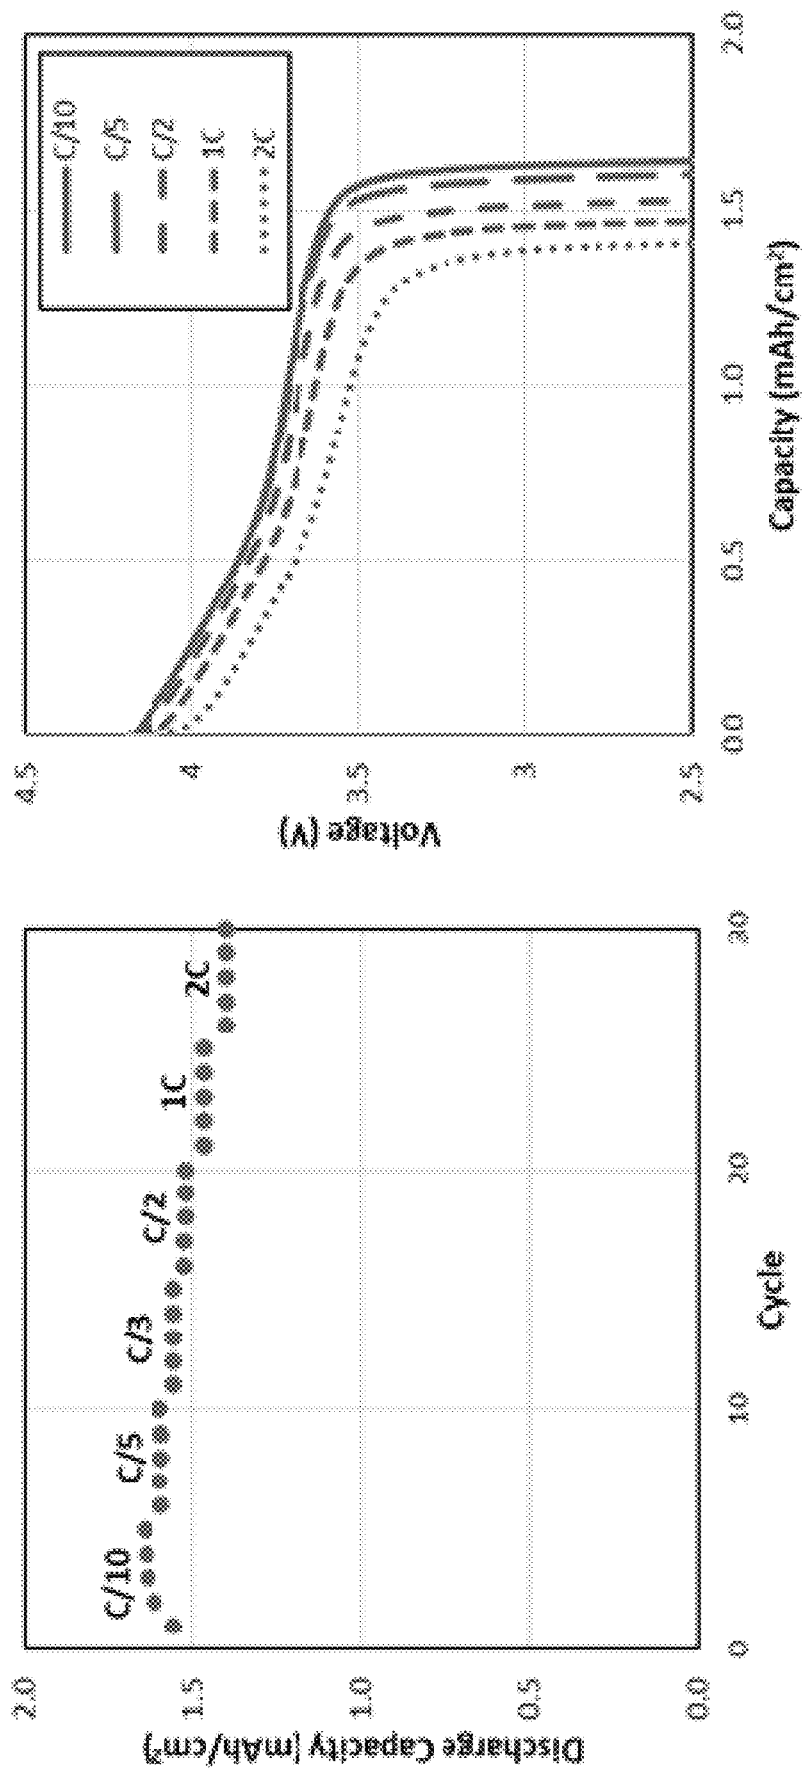 Discharge Capacity (mAh/cm²)
2.0
1.5
1.0
0.5
0.0
C/10
C/5
C/3
C/2
1C
2C
0
10
20
30
Cycle
Voltage (V)
4.5
4
3.5
3
2.5
C/10
C/5
C/2
1C
2C
0.0
0.5
1.0
1.5
2.0
Capacity (mAh/cm²)